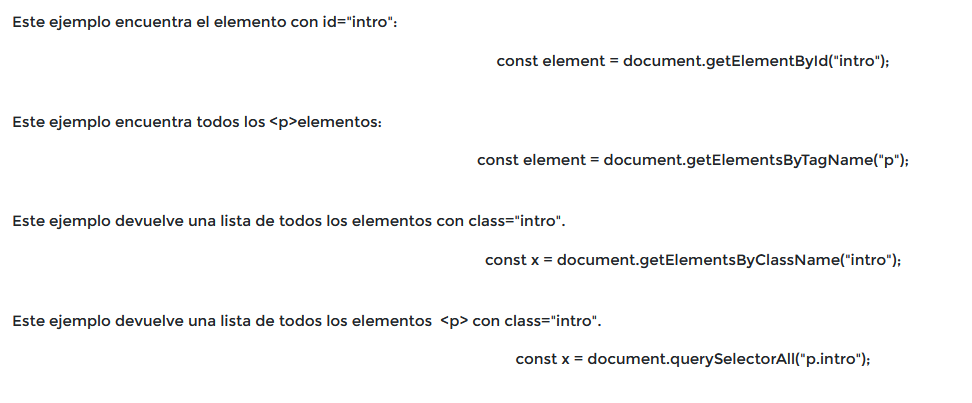 Este ejemplo encuentra el elemento con id="intro":
const element = document.getElementById("intro");
Este ejemplo encuentra todos los <p>elementos:
const element = document.getElementsByTagName("p");
Este ejemplo devuelve una lista de todos los elementos con class="intro".
const x = document.getElementsByClassName("intro");
Este ejemplo devuelve una lista de todos los elementos  <p> con class="intro".
const x = document.querySelectorAll("p.intro");